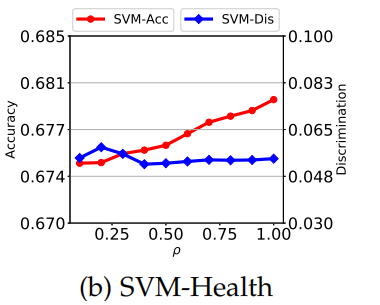 SVM-Acc SVM-Dis
0.685 0.100
0.681 0.083
0.677 0.065
0.674 0.048
0.670 0.030
Accuracy
Discrimination
0.25 0.50 0.75 1.00
ρ
(b) SVM-Health